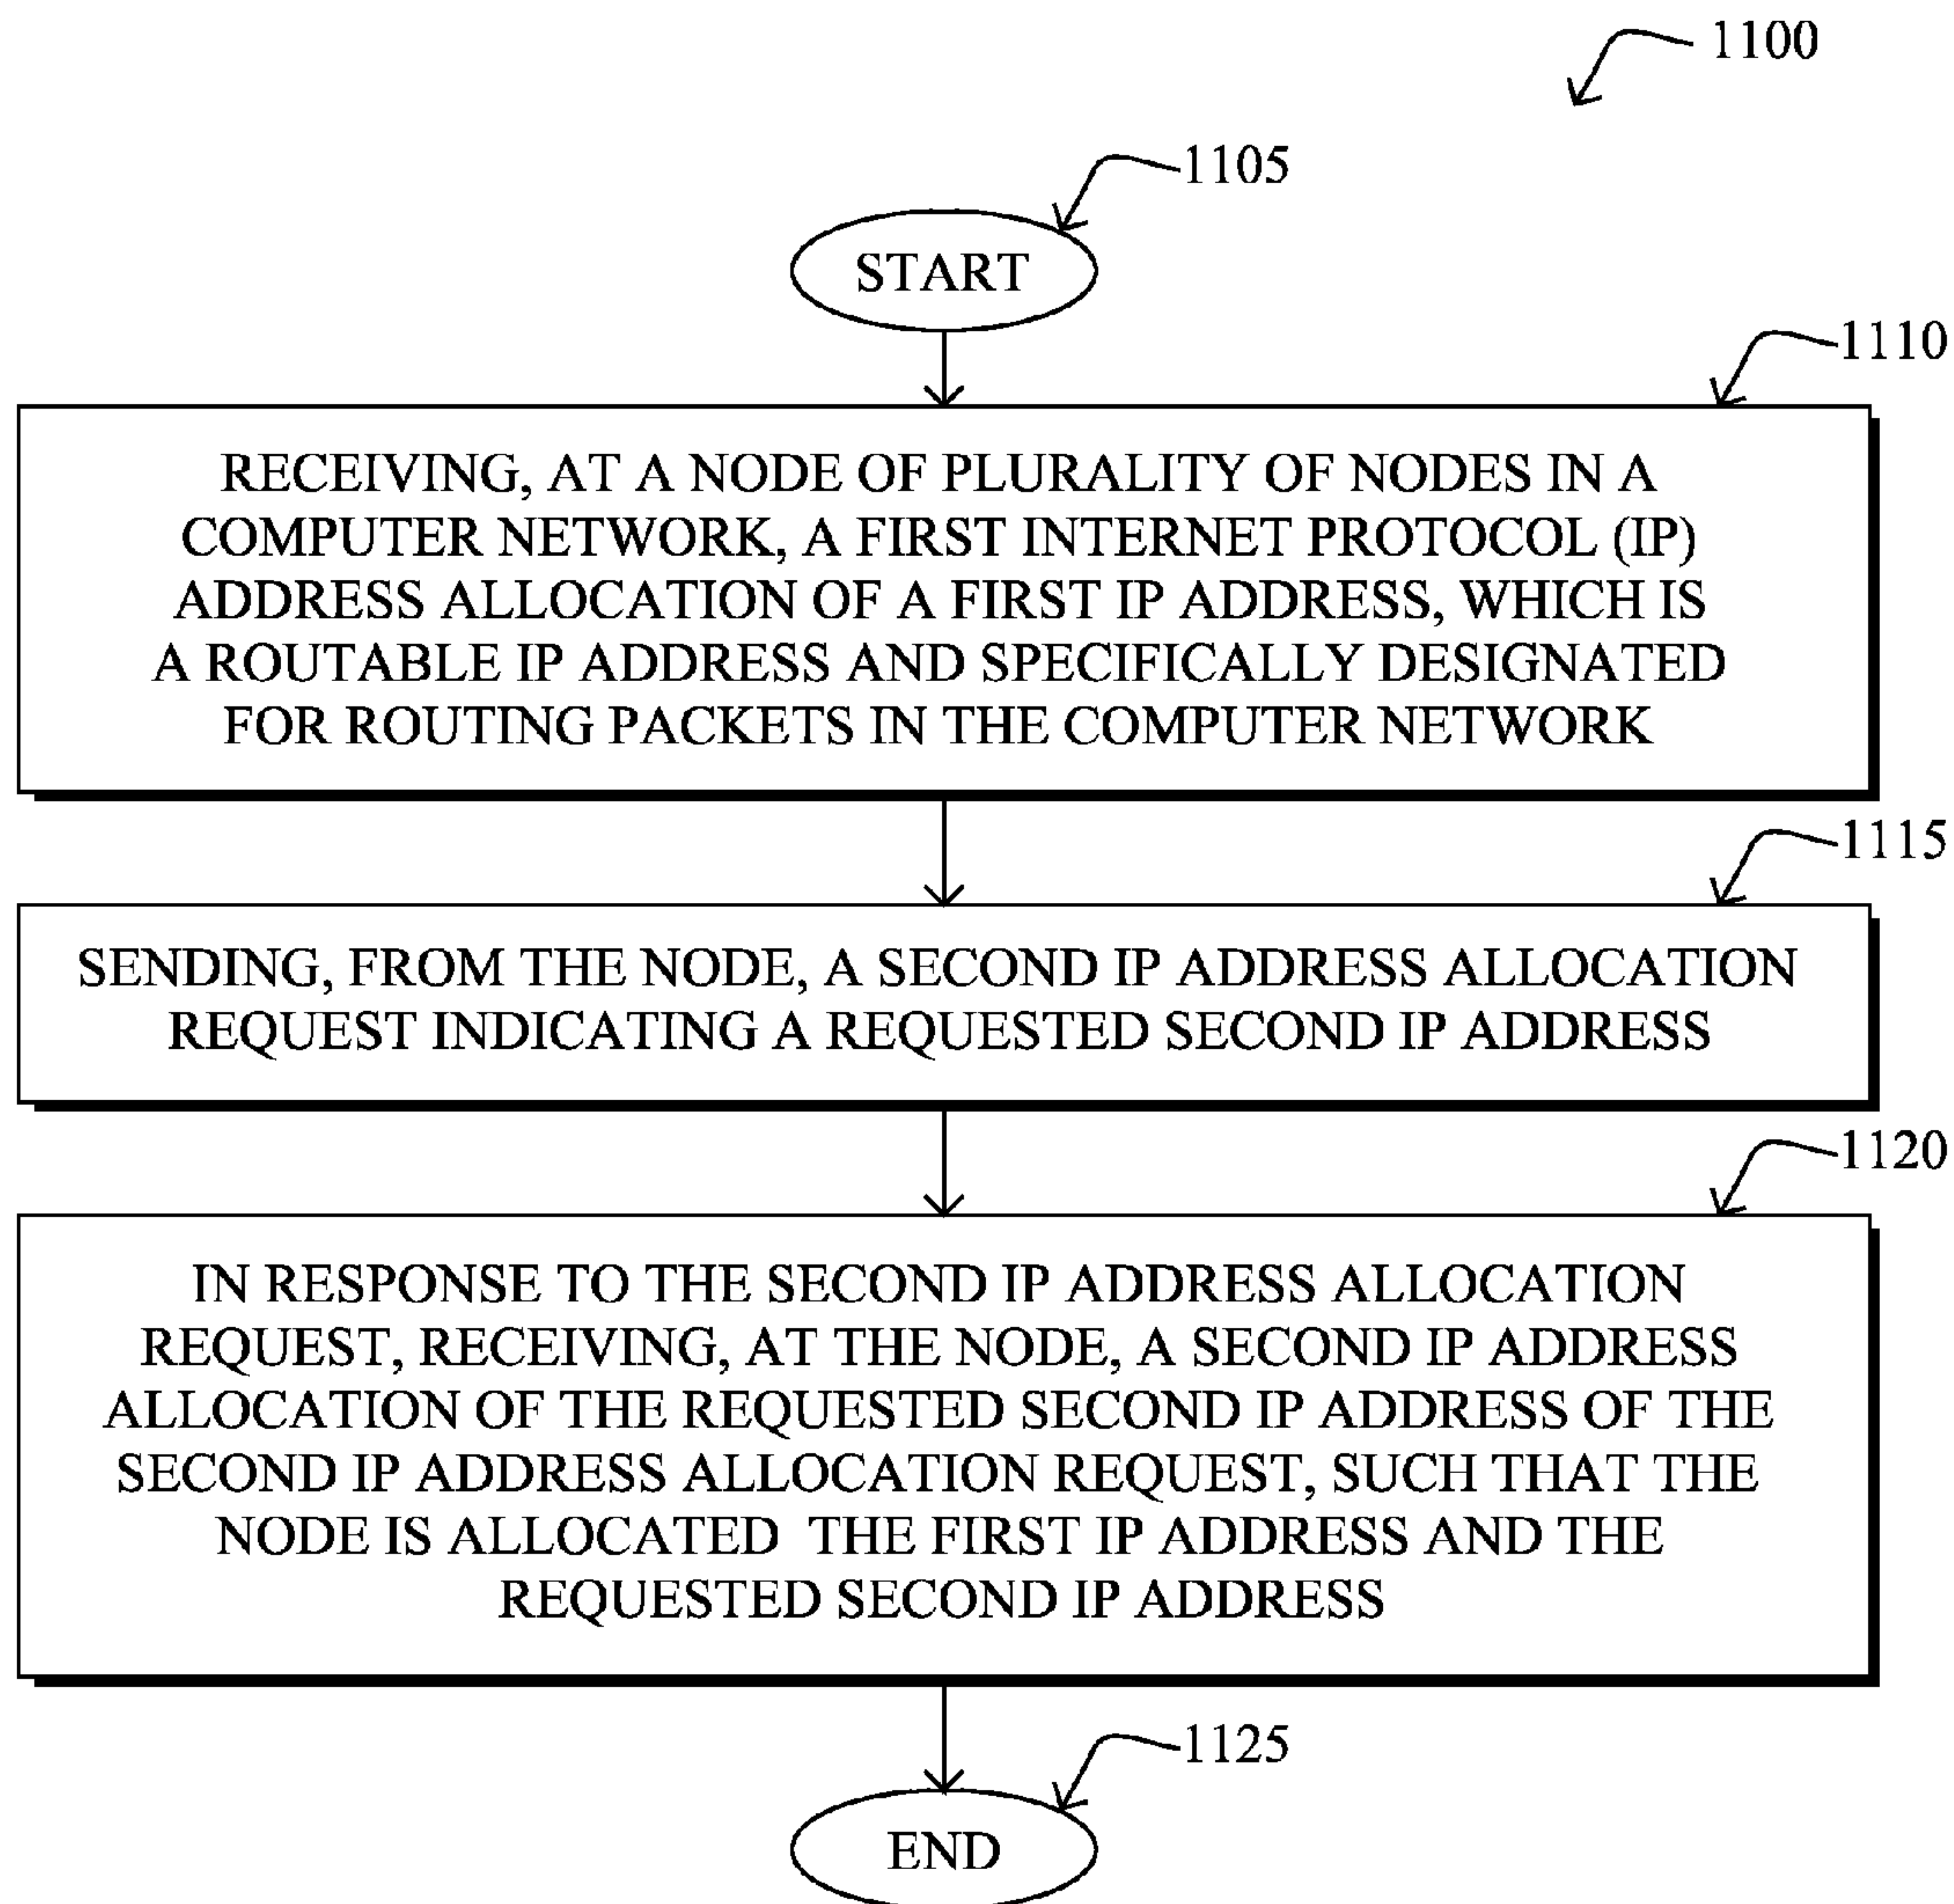 1100
1105
START
1110
RECEIVING, AT A NODE OF PLURALITY OF NODES IN A
COMPUTER NETWORK, A FIRST INTERNET PROTOCOL (IP)
ADDRESS ALLOCATION OF A FIRST IP ADDRESS, WHICH IS
A ROUTABLE IP ADDRESS AND SPECIFICALLY DESIGNATED
FOR ROUTING PACKETS IN THE COMPUTER NETWORK
1115
SENDING, FROM THE NODE, A SECOND IP ADDRESS ALLOCATION
REQUEST INDICATING A REQUESTED SECOND IP ADDRESS
1120
IN RESPONSE TO THE SECOND IP ADDRESS ALLOCATION
REQUEST, RECEIVING, AT THE NODE, A SECOND IP ADDRESS
ALLOCATION OF THE REQUESTED SECOND IP ADDRESS OF THE
SECOND IP ADDRESS ALLOCATION REQUEST, SUCH THAT THE
NODE IS ALLOCATED THE FIRST IP ADDRESS AND THE
REQUESTED SECOND IP ADDRESS
1125
END